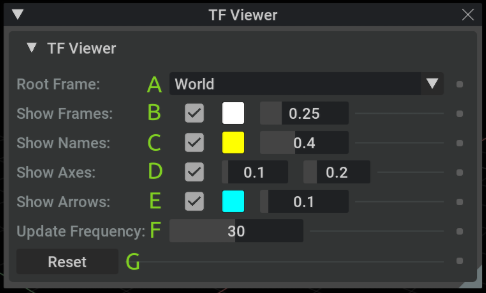 TF Viewer
TF Viewer
Root Frame: A World
Show Frames: B 0.25
Show Names: C 0.4
Show Axes: D 0.1 0.2
Show Arrows: E 0.1
Update Frequency: F 30
Reset G